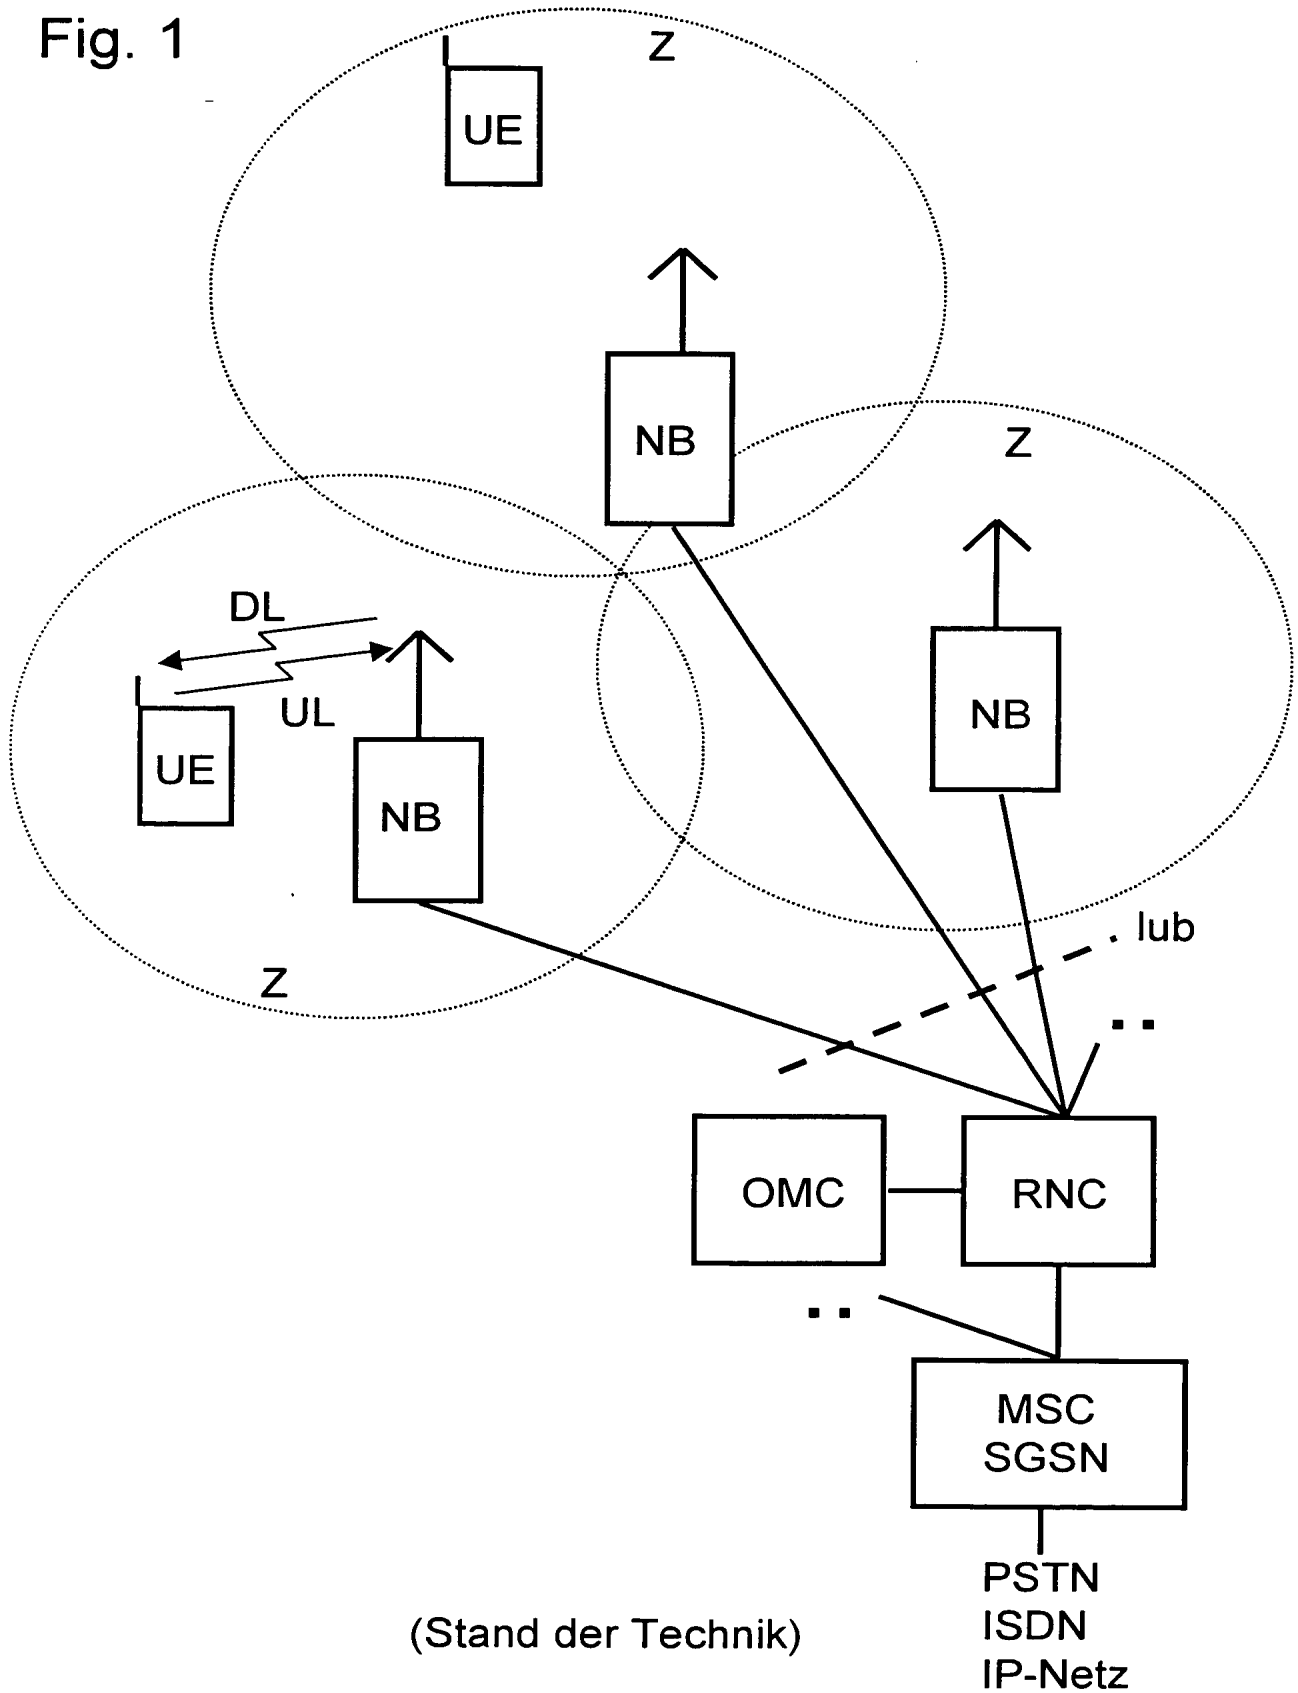 Fig. 1
Z
UE
NB
Z
DL
UL
NB
UE
NB
Iub
Z
OMC
RNC
MSC
SGSN
PSTN
ISDN
IP-Netz
(Stand der Technik)